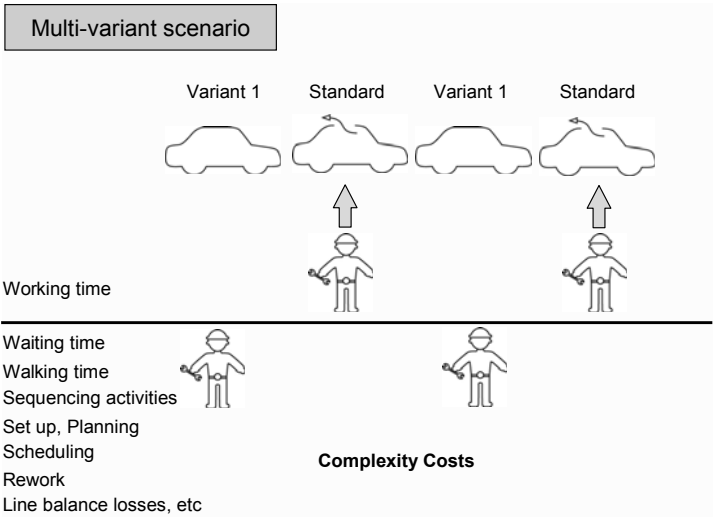 Multi-variant scenario
Variant 1 Standard Variant 1 Standard
Working time
Waiting time
Walking time
Sequencing activities
Set up, Planning
Scheduling
Complexity Costs
Rework
Line balance losses, etc